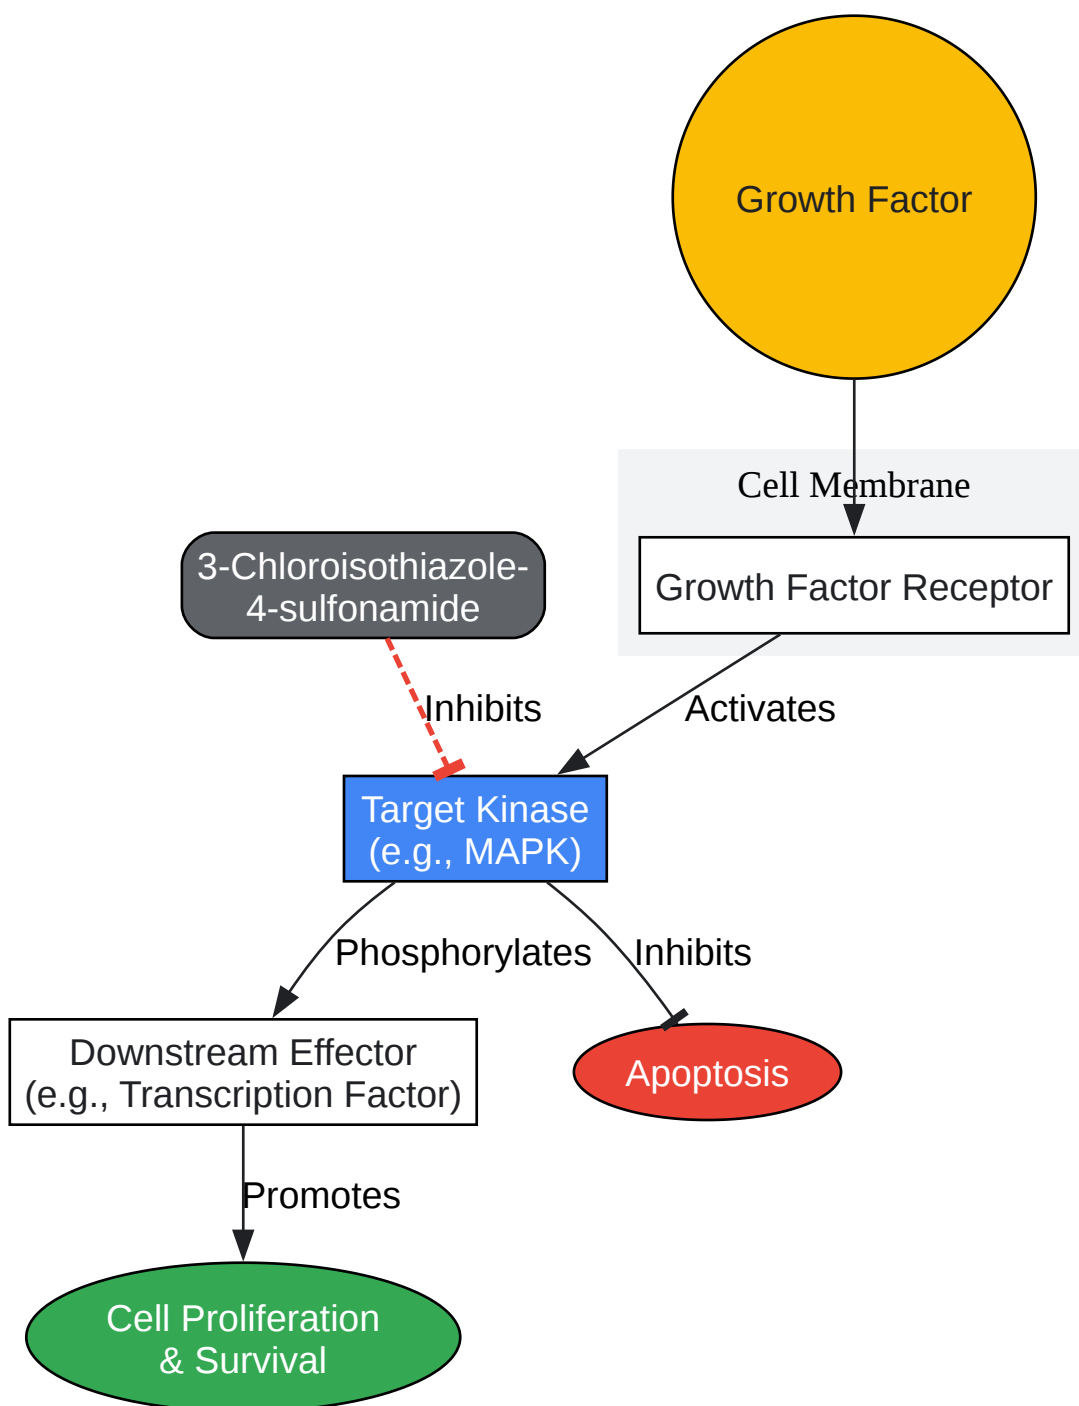 Growth Factor
Cell Membrane
3-Chloroisothiazole-
4-sulfonamide
Growth Factor Receptor
Inhibits
Activates
Target Kinase
(e.g., MAPK)
Phosphorylates
Inhibits
Downstream Effector
(e.g., Transcription Factor)
Apoptosis
Promotes
Cell Proliferation
& Survival